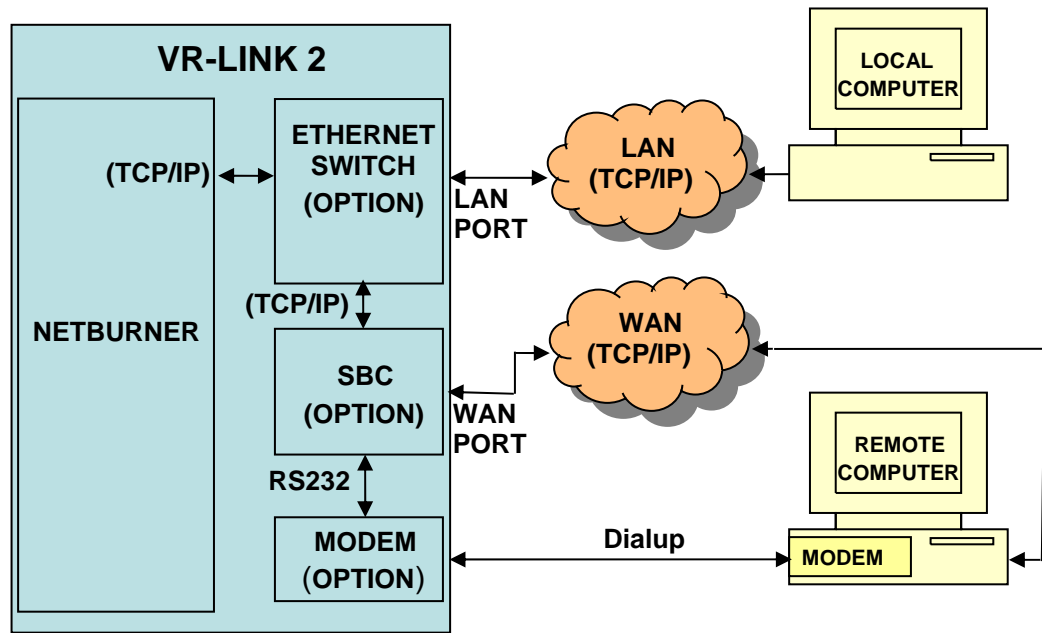 VR-LINK 2
NETBURNER
(TCP/IP)
ETHERNET
SWITCH
(OPTION)
(TCP/IP)
SBC
(OPTION)
RS232
MODEM
(OPTION)
LAN
PORT
WAN
PORT
LAN
(TCP/IP)
WAN
(TCP/IP)
Dialup
LOCAL
COMPUTER
REMOTE
COMPUTER
MODEM